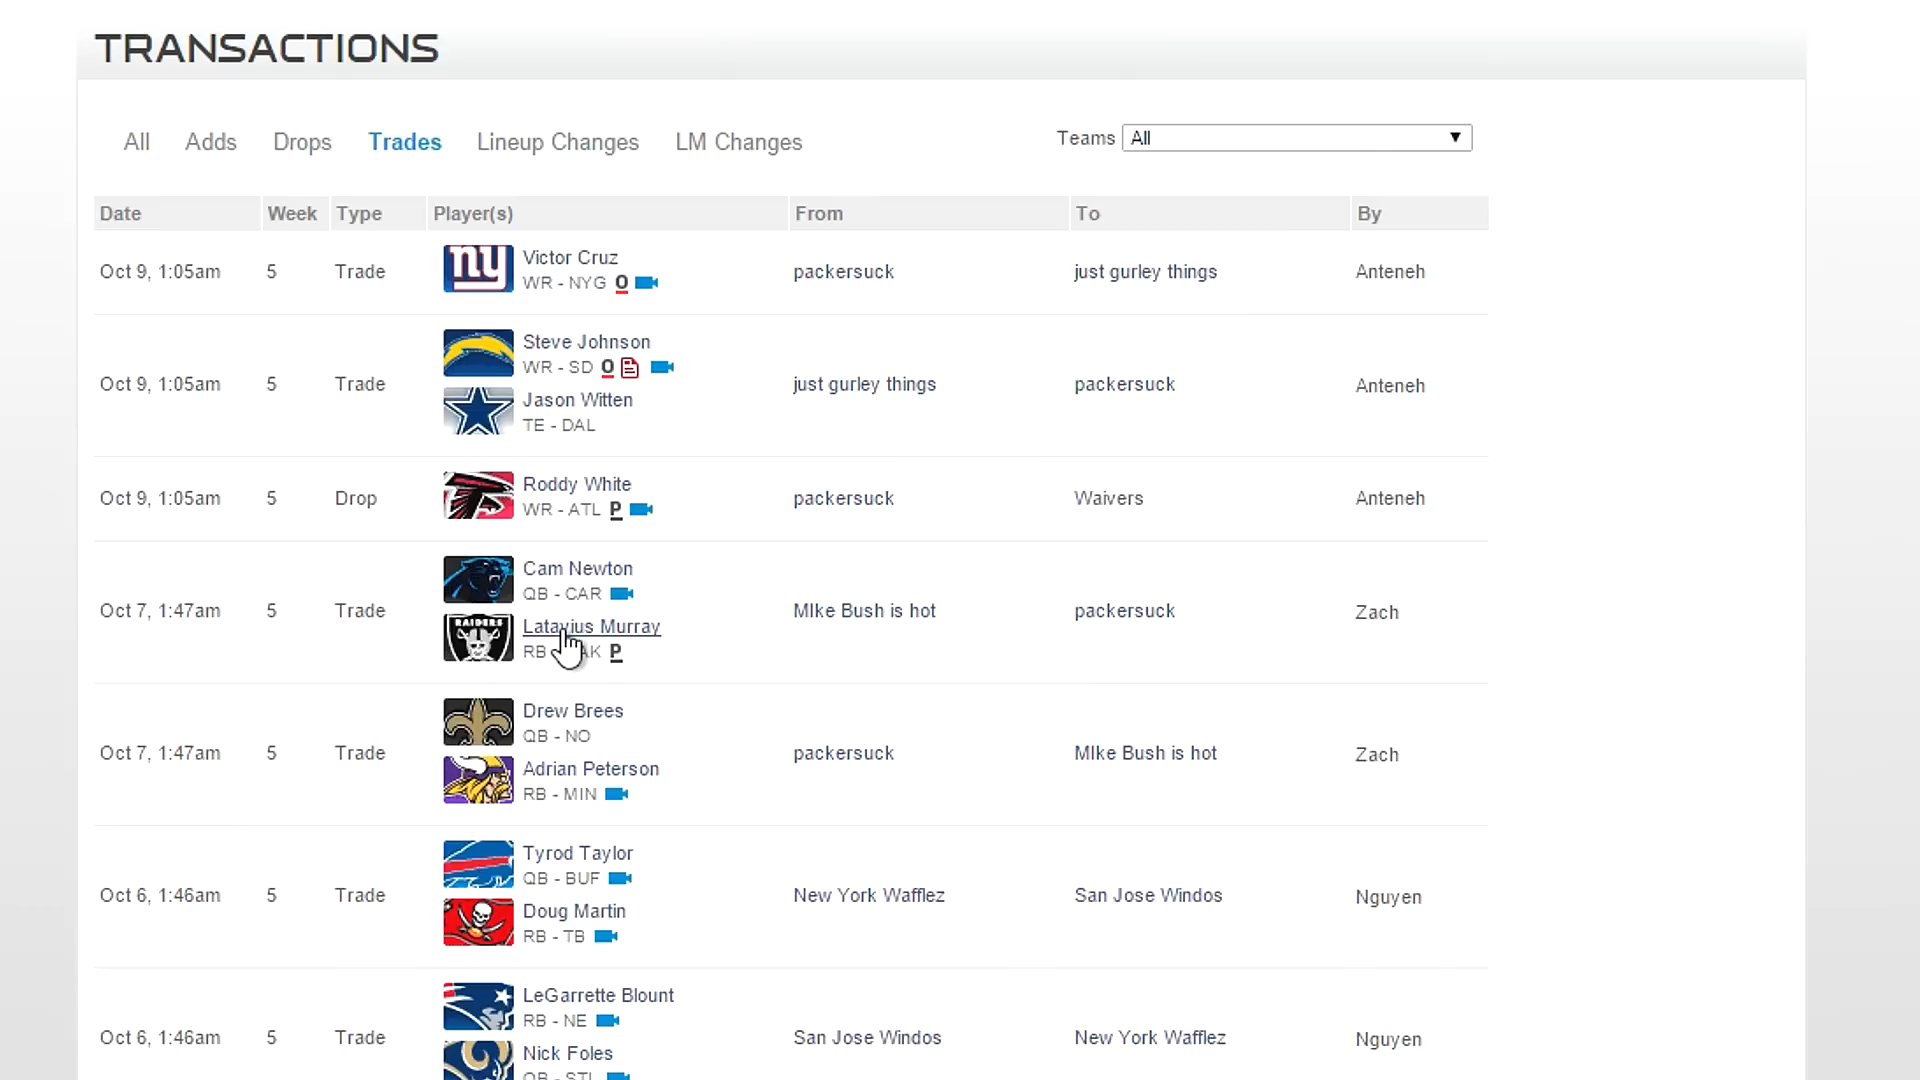 TRANSACTIONS
All Adds Drops Trades Lineup Changes LM Changes Teams All
Date Week Type Player(s) From To By
Oct 9, 1:05am 5 Trade Victor Cruz WR - NYG O packersuck just gurley things Anteneh
Oct 9, 1:05am 5 Trade Steve Johnson WR - SD O just gurley things packersuck Anteneh
Jason Witten TE - DAL
Oct 9, 1:05am 5 Drop Roddy White WR - ATL P packersuck Waivers Anteneh
Oct 7, 1:47am 5 Trade Cam Newton QB - CAR MIke Bush is hot packersuck Zach
Latavius Murray RB P
Oct 7, 1:47am 5 Trade Drew Brees QB - NO packersuck MIke Bush is hot Zach
Adrian Peterson RB - MIN
Oct 6, 1:46am 5 Trade Tyrod Taylor QB - BUF New York Wafflez San Jose Windos Nguyen
Doug Martin RB - TB
Oct 6, 1:46am 5 Trade LeGarrette Blount RB - NE San Jose Windos New York Wafflez Nguyen
Nick Foles QB - STL